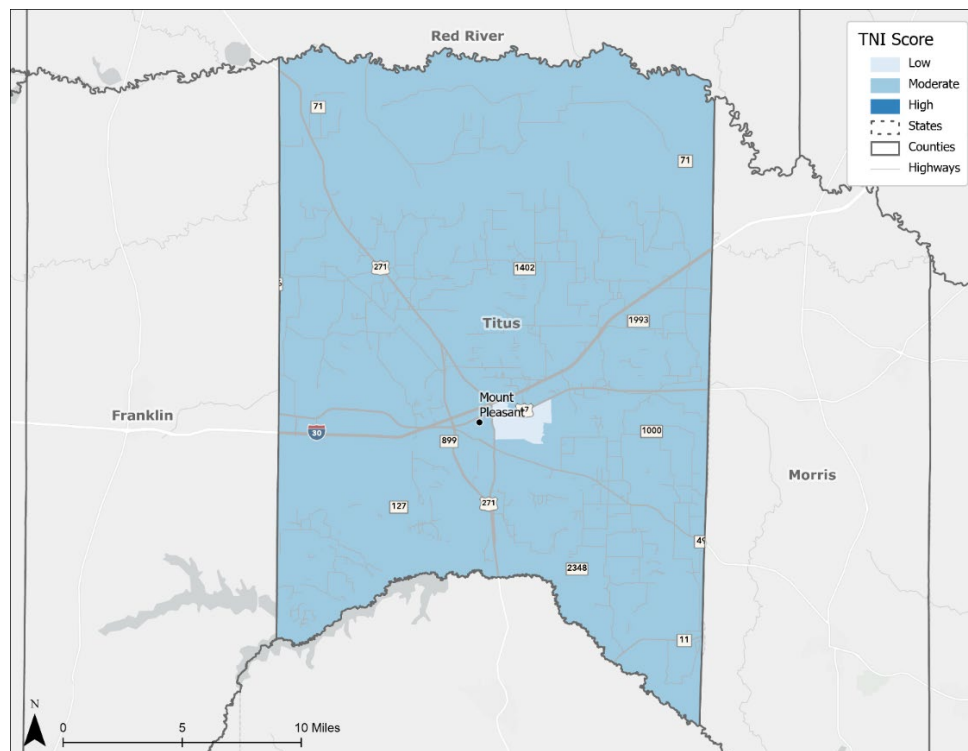 Red River
TNI Score
Low
Moderate
High
States
Counties
Highways
71
71
271
1402
Titus
1993
Mount
Pleasant
Franklin
30
899
1000
Morris
127
271
49
2348
11
N
0 5 10 Miles